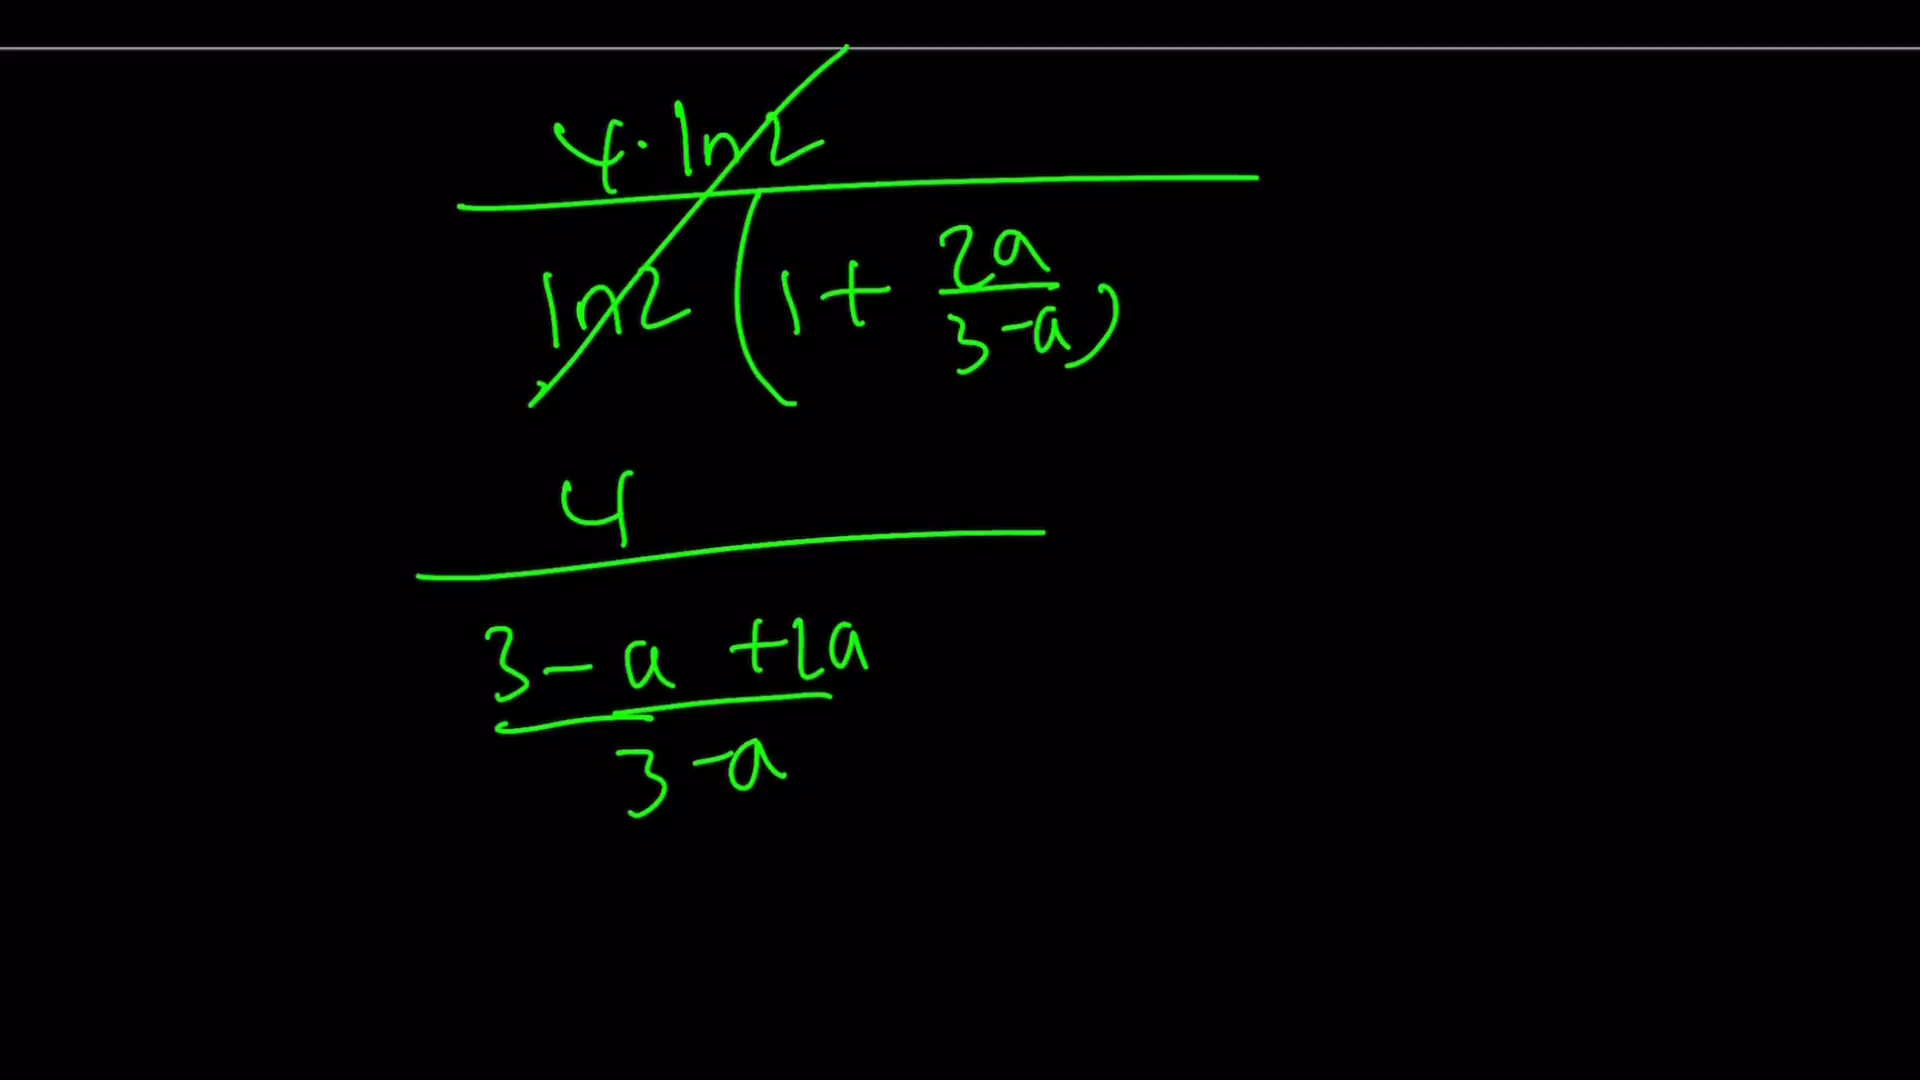 4·ln2
ln2 (1 + 2a/3-a)
4
3 - a + 2a
3 - a